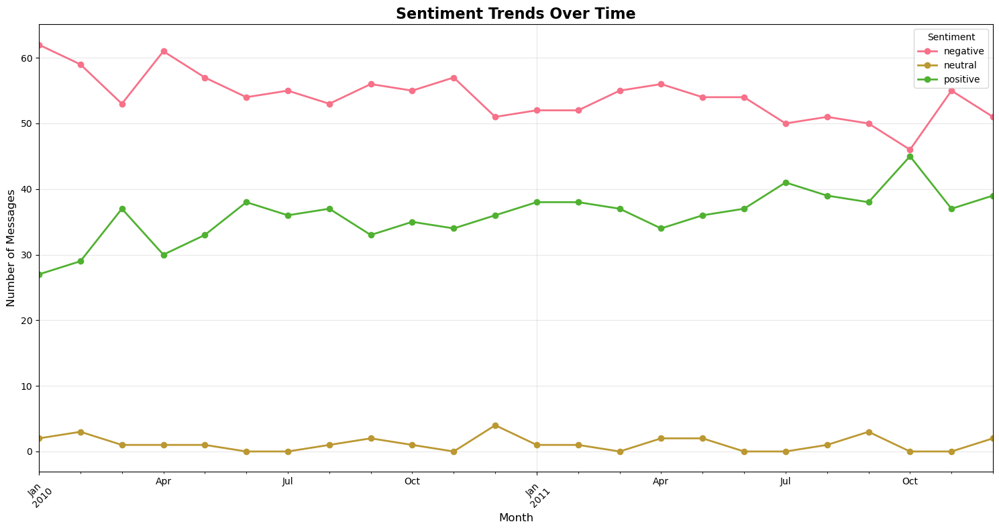 Sentiment Trends Over Time
Sentiment
negative
neutral
positive
Number of Messages
60
50
40
30
20
10
0
Jan
2010
Apr
Jul
Oct
Jan
2011
Apr
Jul
Oct
Month